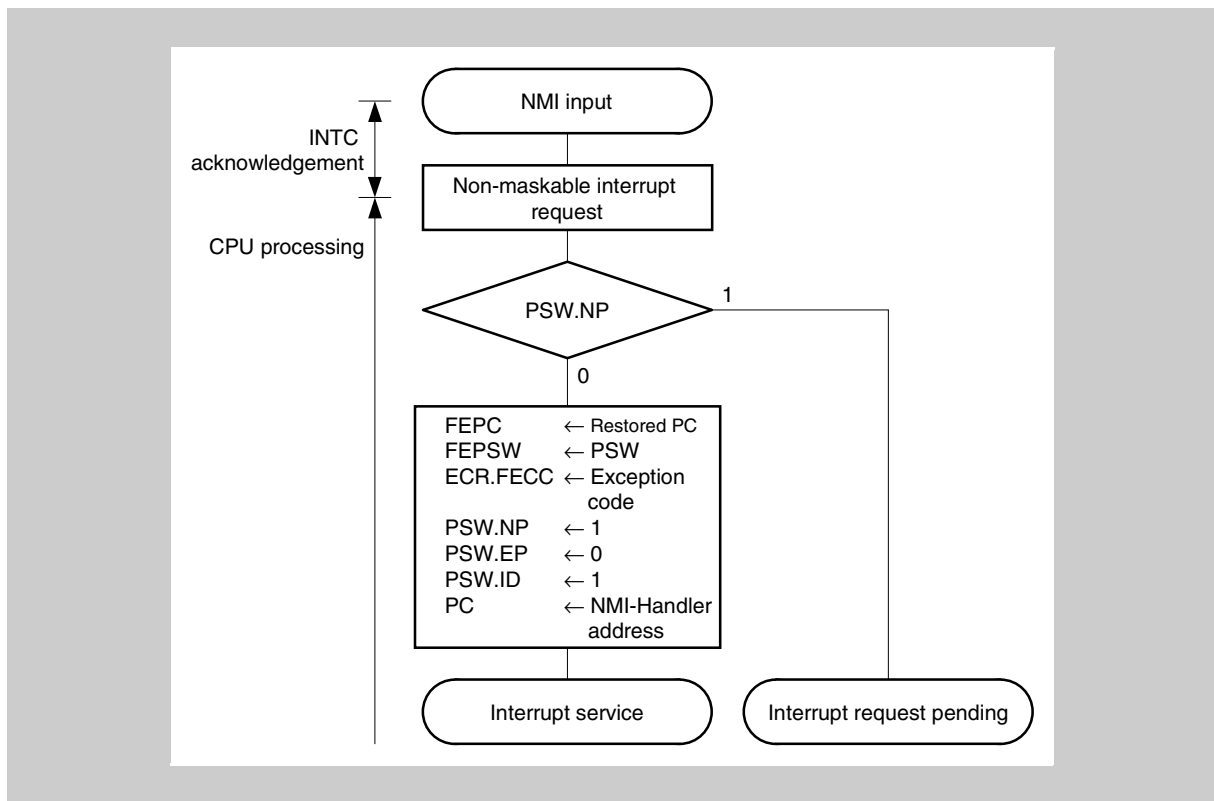 NMI input
INTC
acknowledgement
Non-maskable interrupt
request
CPU processing
PSW.NP
1
0
FEPC ← Restored PC
FEPSW ← PSW
ECR.FECC ← Exception
code
PSW.NP ← 1
PSW.EP ← 0
PSW.ID ← 1
PC ← NMI-Handler
address
Interrupt service
Interrupt request pending